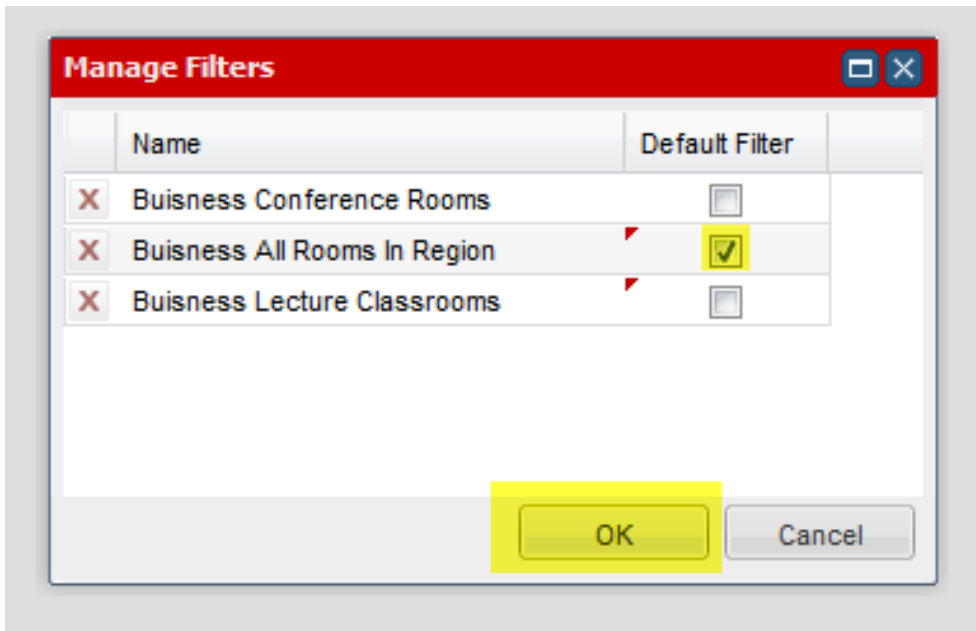 Manage Filters
Name Default Filter
X Buisness Conference Rooms
X Buisness All Rooms In Region
X Buisness Lecture Classrooms
OK Cancel